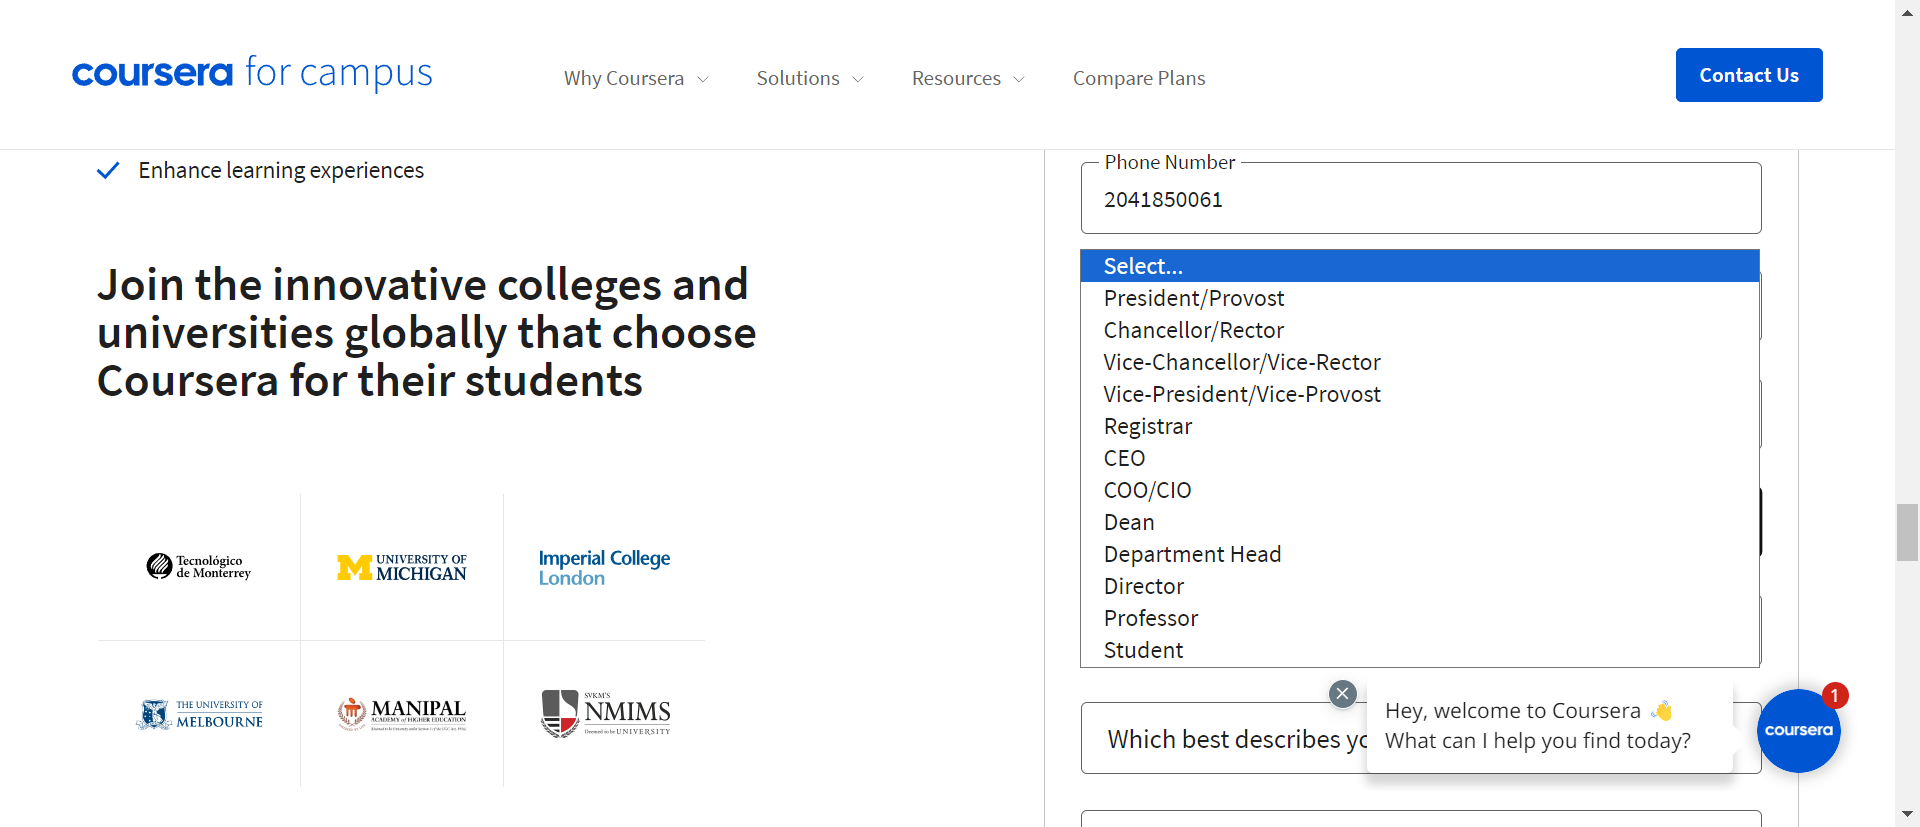 coursera for campus
Why Coursera
Solutions
Resources
Compare Plans
Contact Us
Enhance learning experiences
Join the innovative colleges and
universities globally that choose
Coursera for their students
Tecnológico
de Monterrey
M UNIVERSITY OF
MICHIGAN
Imperial College
London
THE UNIVERSITY OF
MELBOURNE
MANIPAL
ACADEMY of HIGHER EDUCATION
SVKM'S
NMIMS
Deemed to be UNIVERSITY
Phone Number
2041850061
Select...
President/Provost
Chancellor/Rector
Vice-Chancellor/Vice-Rector
Vice-President/Vice-Provost
Registrar
CEO
COO/CIO
Dean
Department Head
Director
Professor
Student
Which best describes yo
Hey, welcome to Coursera 👋
What can I help you find today?
coursera
1